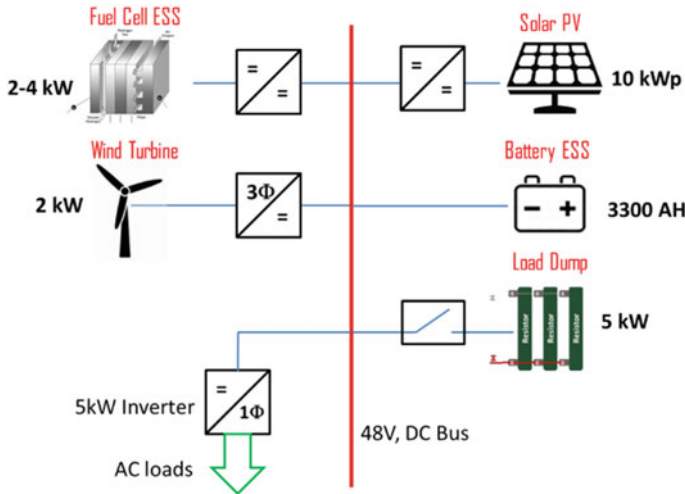 Fuel Cell ESS
Solar PV
2-4 kW
=
=
=
=
10 kWp
Wind Turbine
Battery ESS
2 kW
3Φ
=
3300 AH
Load Dump
Resistor
Resistor
Resistor
5 kW
=
1Φ
5kW Inverter
48V, DC Bus
AC loads